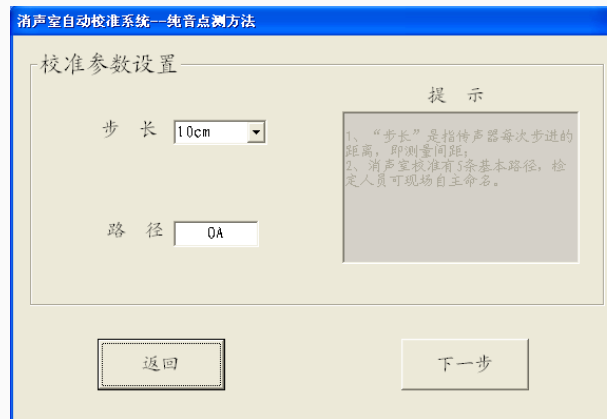 消声室自动校准系统--纯音点测方法
校准参数设置
提 示
步 长 10cm
1、“步长”是指传声器每次步进的
距离，即测量间距；
2、消声室校准有5条基本路径，检
定人员可现场自主命名。
路 径 OA
返回
下一步